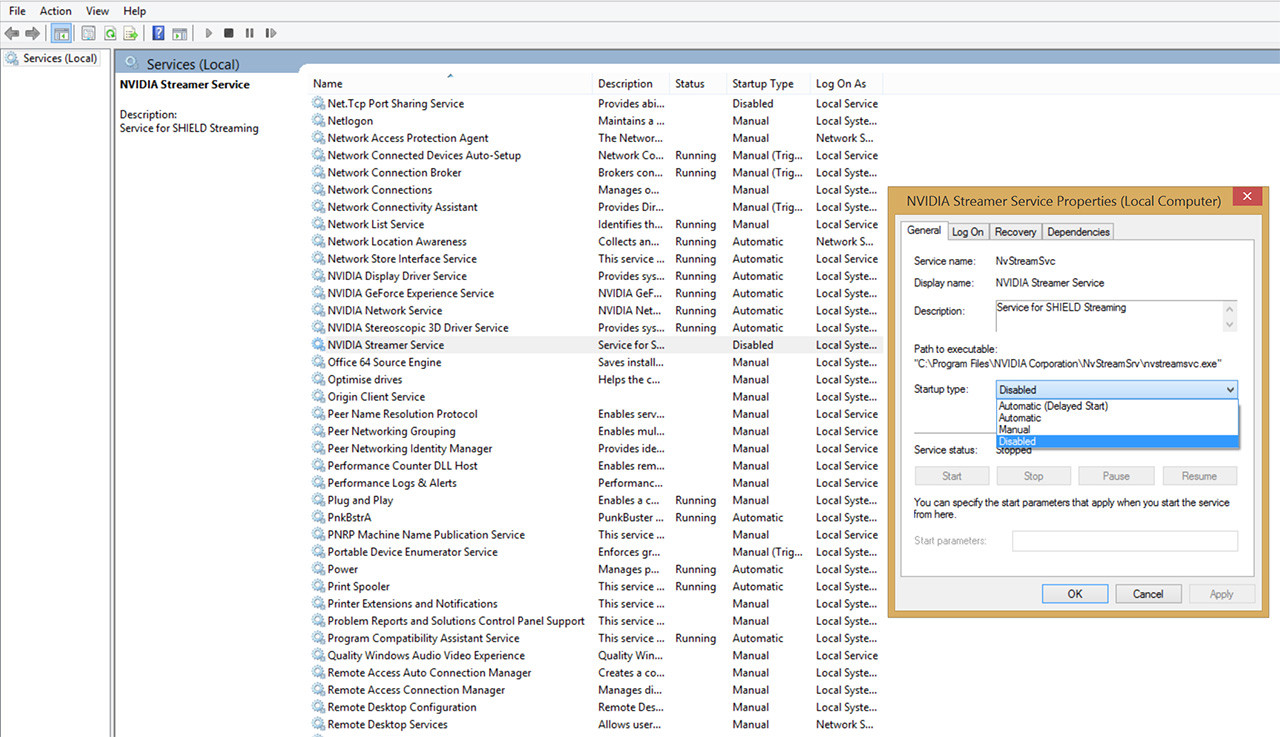 File Action View Help
Services (Local)
Services (Local)
NVIDIA Streamer Service
Description:
Service for SHIELD Streaming
Name Description Status Startup Type Log On As
Net.Tcp Port Sharing Service Provides abi... Disabled Local Service
Netlogon Maintains a ... Manual Local Syste...
Network Access Protection Agent The Networ... Manual Network S...
Network Connected Devices Auto-Setup Network Co... Running Manual (Trig... Local Service
Network Connection Broker Brokers con... Running Manual (Trig... Local Syste...
Network Connections Manages o... Manual Local Syste...
Network Connectivity Assistant Provides Dir... Manual (Trig... Local Syste...
Network List Service Identifies th... Running Manual Local Service
Network Location Awareness Collects an... Running Automatic Network S...
Network Store Interface Service This service ... Running Automatic Local Service
NVIDIA Display Driver Service Provides sys... Running Automatic Local Syste...
NVIDIA GeForce Experience Service NVIDIA GeF... Running Automatic Local Syste...
NVIDIA Network Service NVIDIA Net... Running Automatic Local Syste...
NVIDIA Stereoscopic 3D Driver Service Provides sys... Running Automatic Local Syste...
NVIDIA Streamer Service Service for S... Disabled Local Syste...
Office 64 Source Engine Saves install... Manual Local Syste...
Optimise drives Helps the c... Manual Local Syste...
Origin Client Service Manual Local Syste...
Peer Name Resolution Protocol Enables serv... Manual Local Service
Peer Networking Grouping Enables mul... Manual Local Service
Peer Networking Identity Manager Provides ide... Manual Local Service
Performance Counter DLL Host Enables rem... Manual Local Service
Performance Logs & Alerts Performanc... Manual Local Service
Plug and Play Enables a c... Running Manual Local Syste...
PnkBstrA PunkBuster ... Running Automatic Local Syste...
PNRP Machine Name Publication Service This service ... Manual Local Service
Portable Device Enumerator Service Enforces gr... Manual (Trig... Local Syste...
Power Manages p... Running Automatic Local Syste...
Print Spooler This service ... Running Automatic Local Syste...
Printer Extensions and Notifications This service ... Manual Local Syste...
Problem Reports and Solutions Control Panel Support This service ... Manual Local Syste...
Program Compatibility Assistant Service This service ... Running Automatic Local Syste...
Quality Windows Audio Video Experience Quality Win... Manual Local Service
Remote Access Auto Connection Manager Creates a co... Manual Local Syste...
Remote Access Connection Manager Manages di... Manual Local Syste...
Remote Desktop Configuration Remote Des... Manual Local Syste...
Remote Desktop Services Allows user... Manual Network S...
NVIDIA Streamer Service Properties (Local Computer)
General Log On Recovery Dependencies
Service name: NvStreamSvc
Display name: NVIDIA Streamer Service
Description: Service for SHIELD Streaming
Path to executable:
"C:\Program Files\NVIDIA Corporation\NvStreamSrv\nvstreamsvc.exe"
Startup type: Disabled
Automatic (Delayed Start)
Automatic
Manual
Disabled
Service status: Stopped
Start Stop Pause Resume
You can specify the start parameters that apply when you start the service
from here.
Start parameters:
OK Cancel Apply